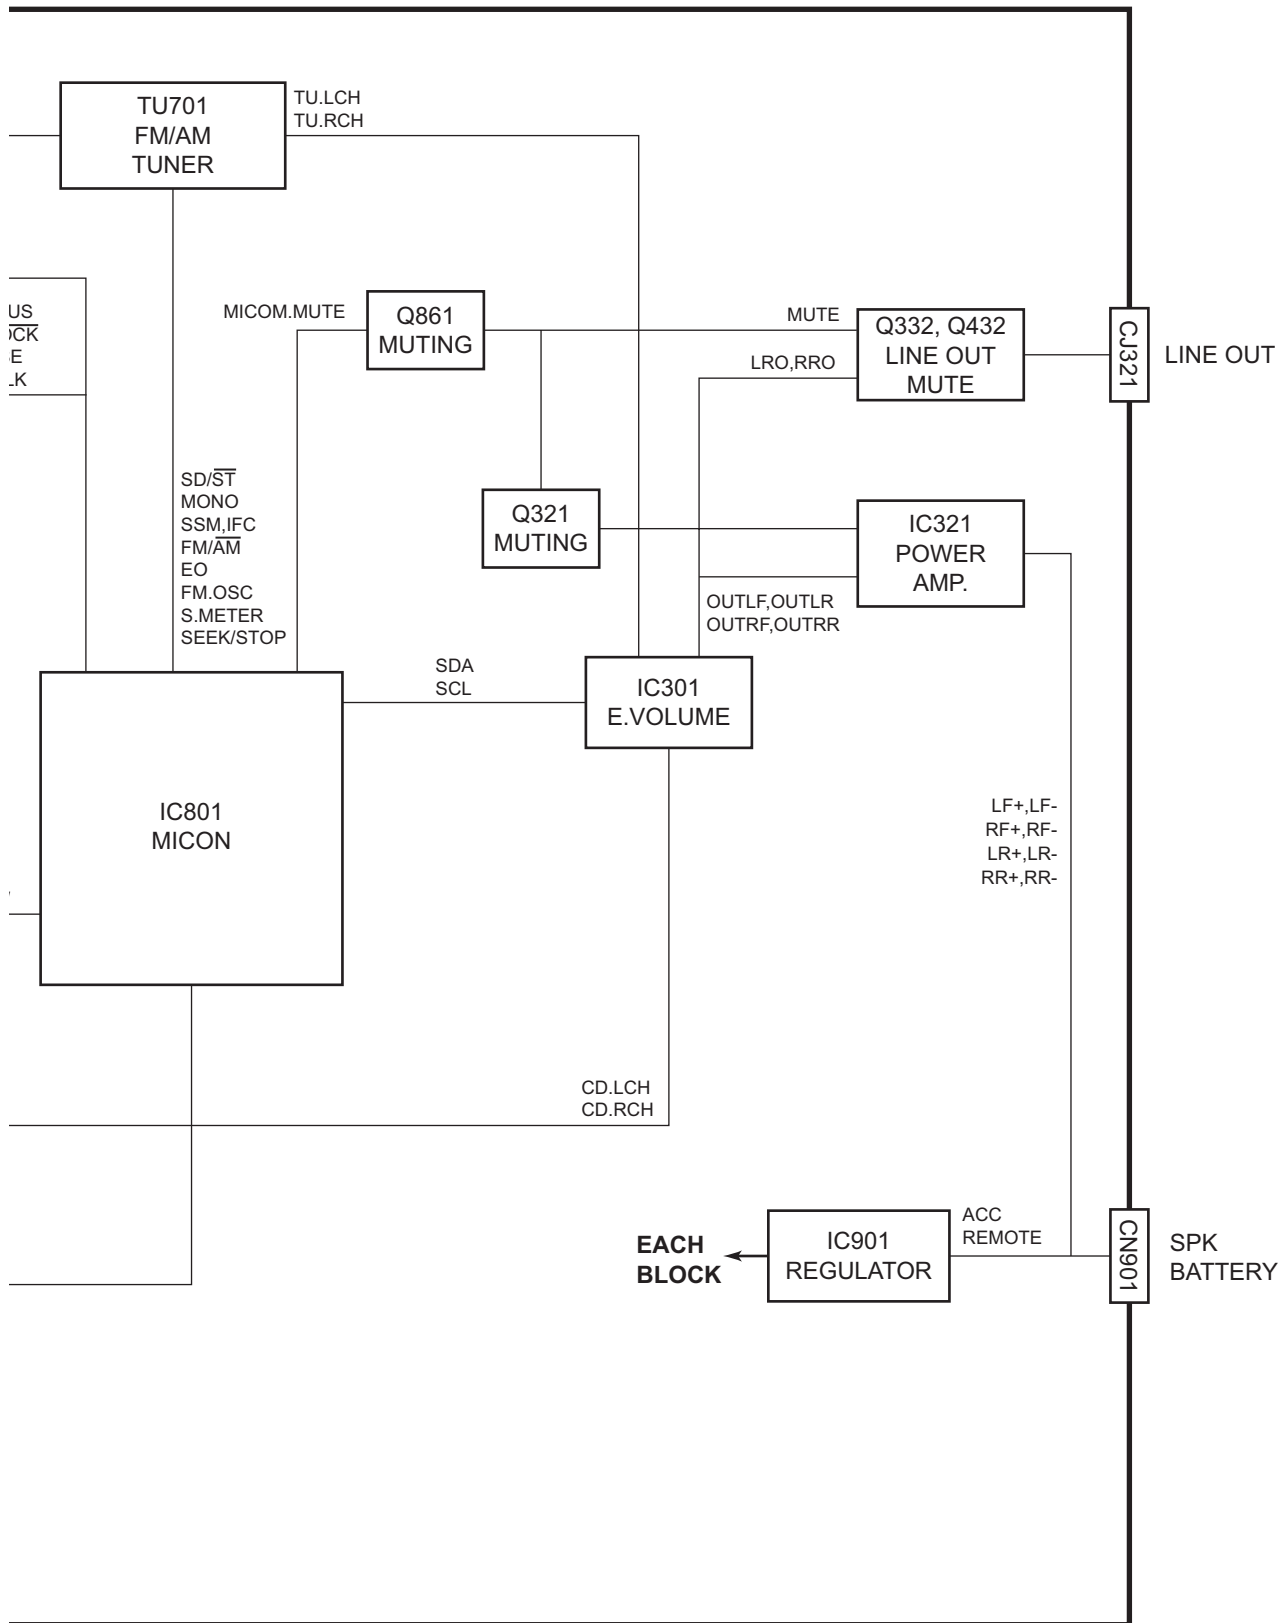 TU701
FM/AM
TUNER
TU.LCH
TU.RCH
MICOM.MUTE
Q861
MUTING
MUTE
LRO,RRO
Q332, Q432
LINE OUT
MUTE
CJ321
LINE OUT
SD/S̅T̅
MONO
SSM,IFC
FM/A̅M̅
EO
FM.OSC
S.METER
SEEK/STOP
Q321
MUTING
IC321
POWER
AMP.
OUTLF,OUTLR
OUTRF,OUTRR
SDA
SCL
IC301
E.VOLUME
IC801
MICON
LF+,LF-
RF+,RF-
LR+,LR-
RR+,RR-
CD.LCH
CD.RCH
EACH
BLOCK
IC901
REGULATOR
ACC
REMOTE
CN901
SPK
BATTERY